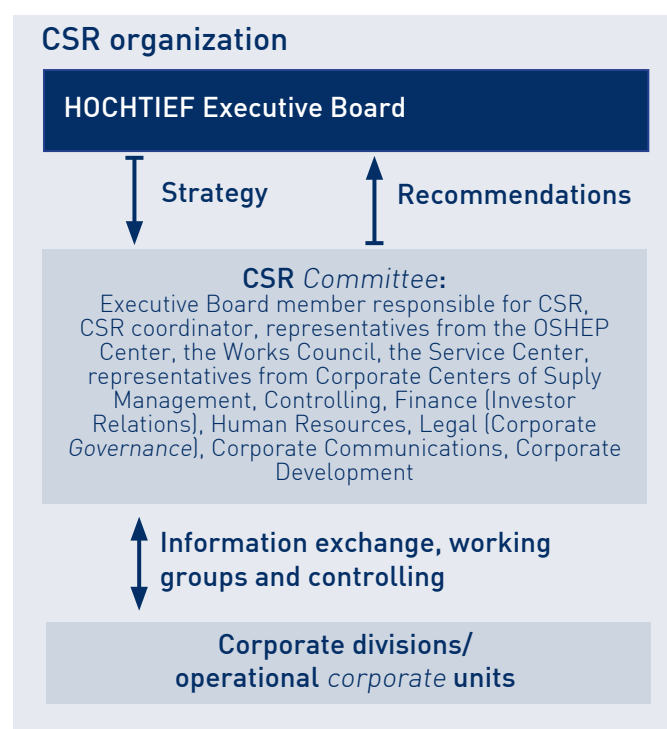 CSR organization
HOCHTIEF Executive Board
Strategy
Recommendations
CSR Committee:
Executive Board member responsible for CSR,
CSR coordinator, representatives from the OSHEP
Center, the Works Council, the Service Center,
representatives from Corporate Centers of Suply
Management, Controlling, Finance (Investor
Relations), Human Resources, Legal (Corporate
Governance), Corporate Communications, Corporate
Development
Information exchange, working
groups and controlling
Corporate divisions/
operational corporate units